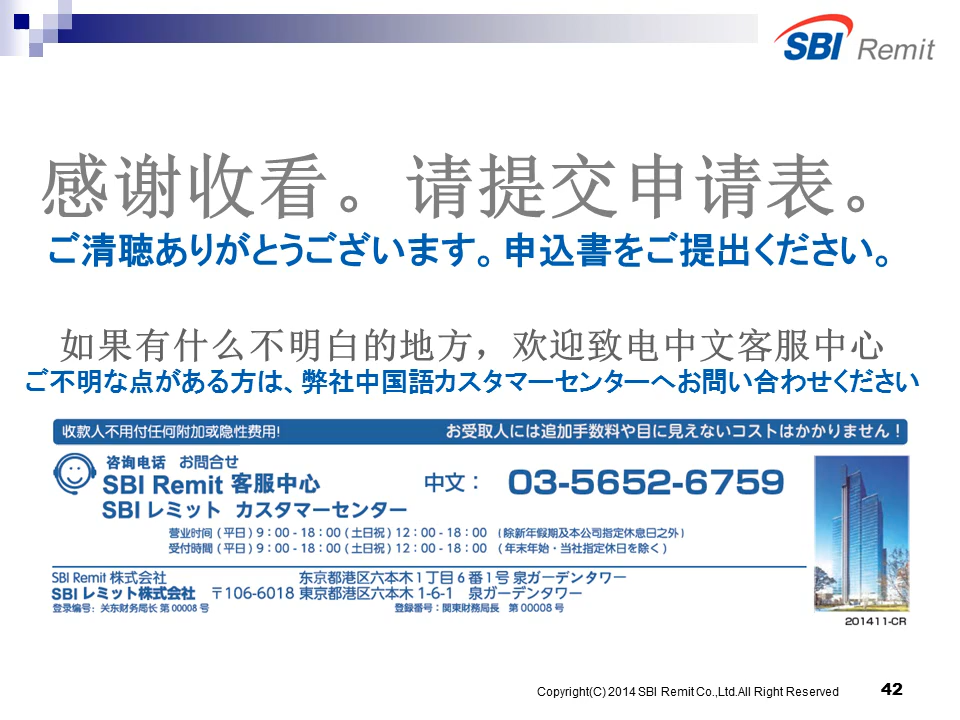 SBI Remit
感谢收看。请提交申请表。
ご清聴ありがとうございます。申込書をご提出ください。
如果有什么不明白的地方，欢迎致电中文客服中心
ご不明な点がある方は、弊社中国語カスタマーセンターへお問い合わせください
收款人不用付任何附加或隐性费用! お受取人には追加手数料や目に見えないコストはかかりません！
咨询电话 お問合せ
SBI Remit 客服中心 中文： 03-5652-6759
SBI レミット カスタマーセンター
营业时间（平日）9：00 - 18：00（土日祝）12：00 - 18：00 （除新年假期及本公司指定休息日之外）
受付時間（平日）9：00 - 18：00（土日祝）12：00 - 18：00 （年末年始・当社指定休日を除く）
SBI Remit 株式会社 东京都港区六本木1丁目6番1号 泉ガーデンタワー
SBI レミット株式会社 〒106-6018 東京都港区六本木 1-6-1 泉ガーデンタワー
登录编号：关东财务局长 第 00008 号 登録番号：関東財務局長 第 00008 号
201411-CR
Copyright(C) 2014 SBI Remit Co.,Ltd.All Right Reserved 42